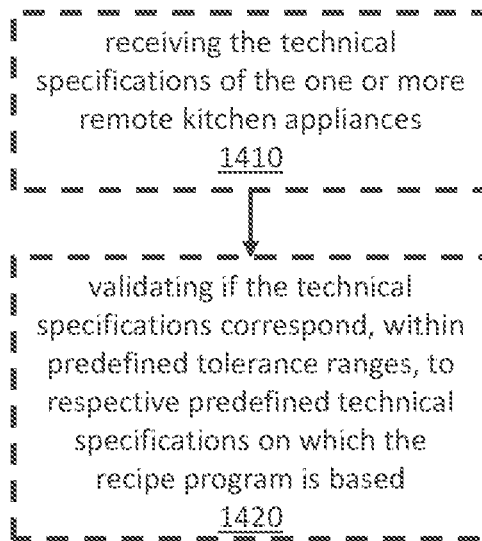 receiving the technical
specifications of the one or more
remote kitchen appliances
1410
validating if the technical
specifications correspond, within
predefined tolerance ranges, to
respective predefined technical
specifications on which the
recipe program is based
1420